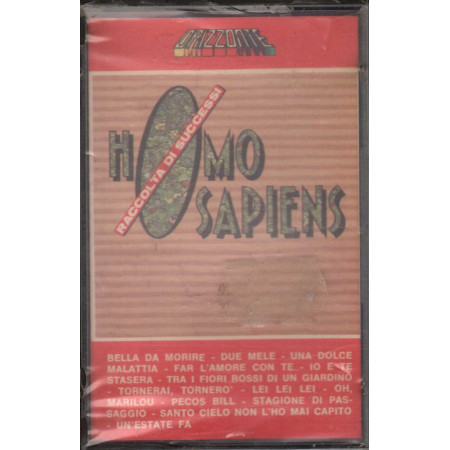 ORIZZONTE
HOMO
SAPIENS
RACCOLTA DI SUCCESSI
BELLA DA MORIRE - DUE MELE - UNA DOLCE
MALATTIA - FAR L'AMORE CON TE - IO E TE
STASERA - TRA I FIORI ROSSI DI UN GIARDINO
- TORNERAI, TORNERO' - LEI LEI LEI - OH,
MARILOU - PECOS BILL - STAGIONE DI PAS-
SAGGIO - SANTO CIELO NON L'HO MAI CAPITO
- UN'ESTATE FA